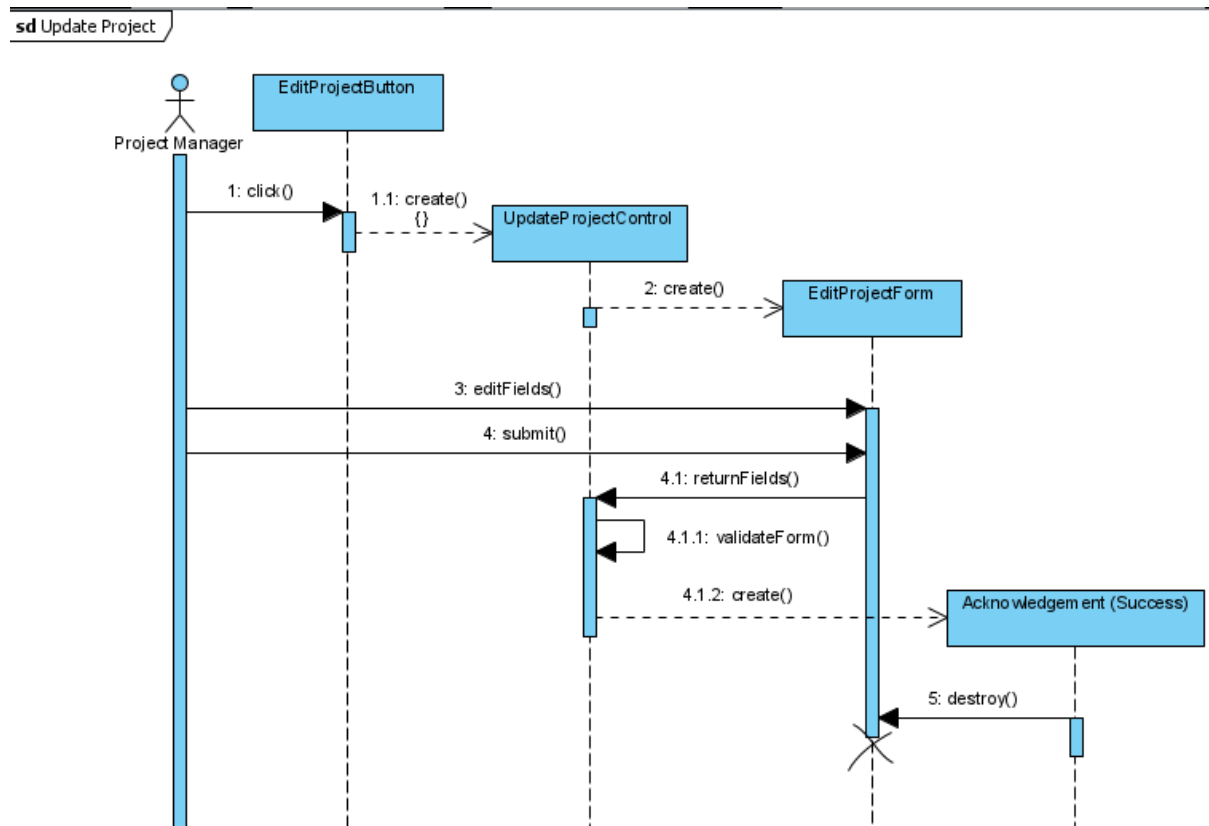 sd Update Project
EditProjectButton
Project Manager
1: click()
1.1: create()
{}
UpdateProjectControl
2: create()
EditProjectForm
3: editFields()
4: submit()
4.1: returnFields()
4.1.1: validateForm()
4.1.2: create()
Acknowledgement (Success)
5: destroy()